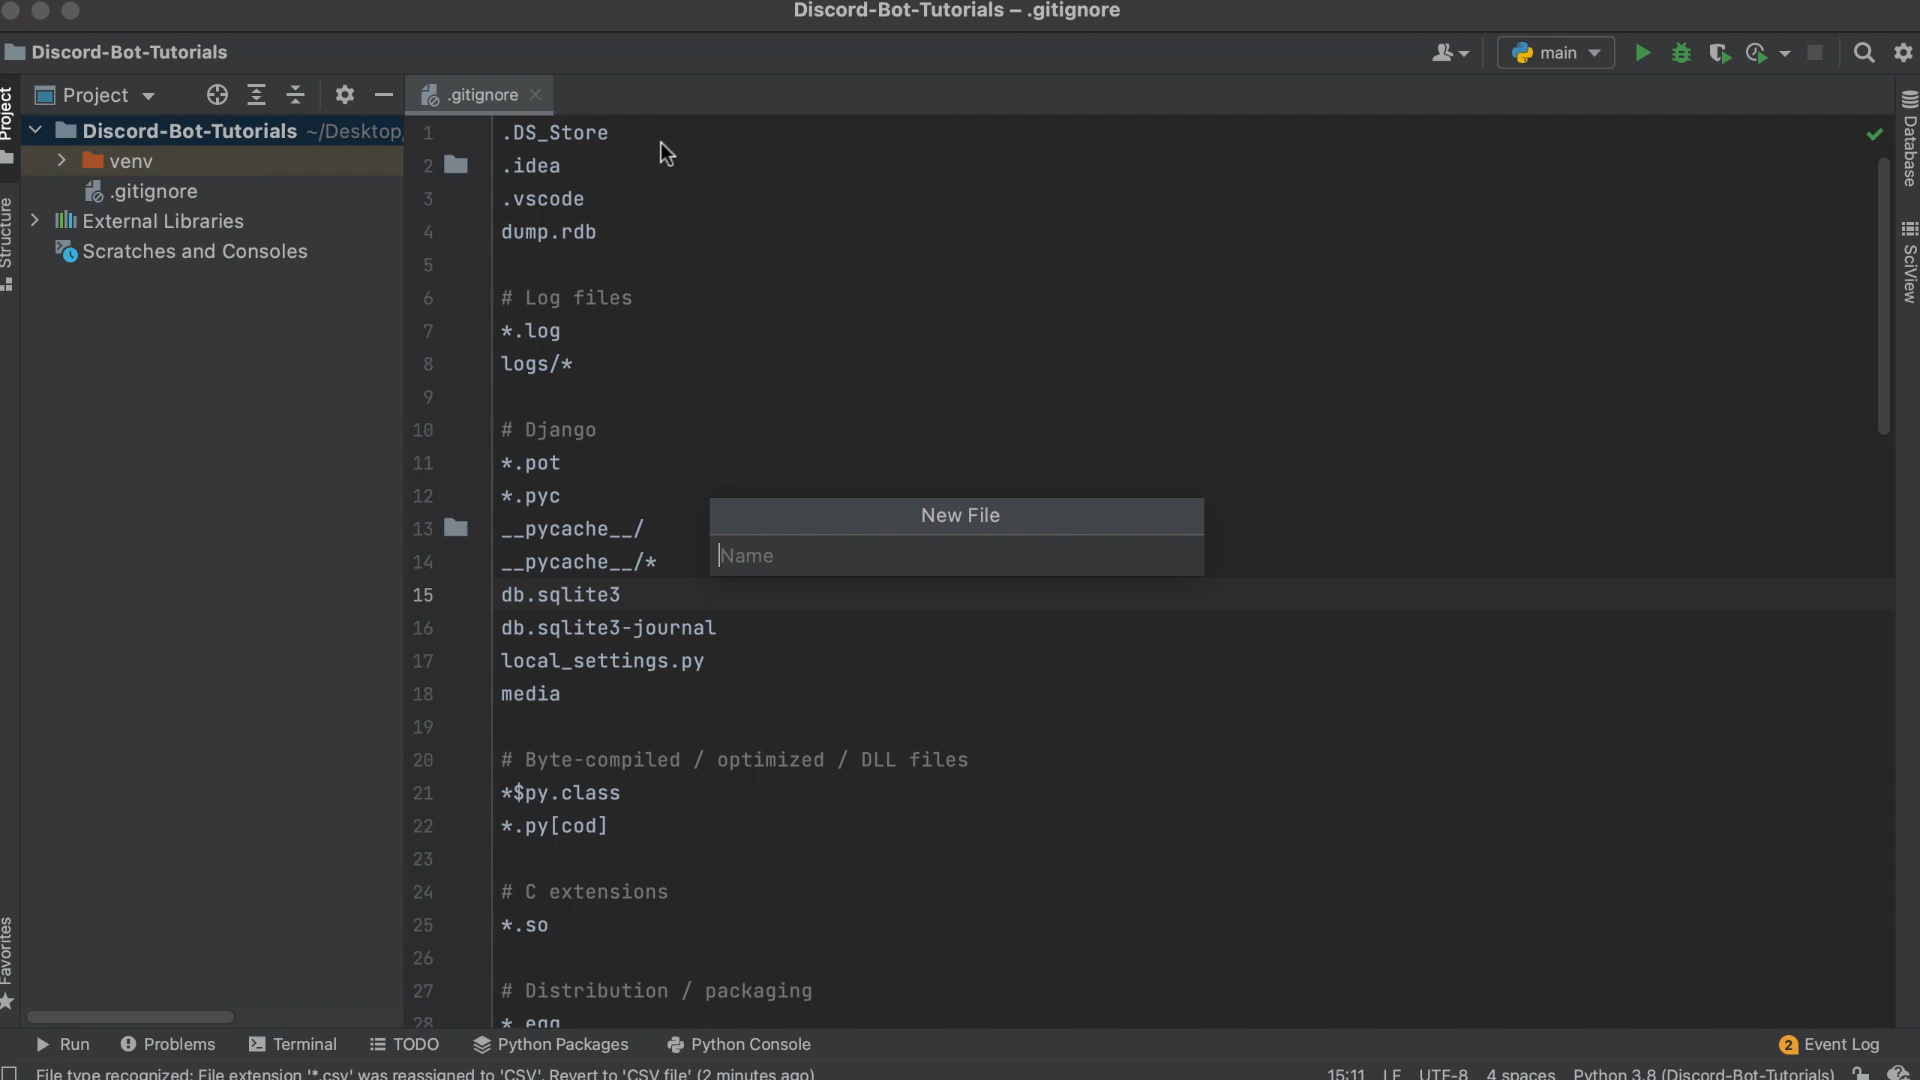 Discord-Bot-Tutorials – .gitignore
Discord-Bot-Tutorials
main
Project
Project
.gitignore
Discord-Bot-Tutorials ~/Desktop/
venv
.gitignore
External Libraries
Scratches and Consoles
Structure
Favorites
Database
SciView
1 .DS_Store
2 .idea
3 .vscode
4 dump.rdb
5
6 # Log files
7 *.log
8 logs/*
9
10 # Django
11 *.pot
12 *.pyc
13 __pycache__/
14 __pycache__/*
15 db.sqlite3
16 db.sqlite3-journal
17 local_settings.py
18 media
19
20 # Byte-compiled / optimized / DLL files
21 *$py.class
22 *.py[cod]
23
24 # C extensions
25 *.so
26
27 # Distribution / packaging
28 *.egg
New File
Name
Run Problems Terminal TODO Python Packages Python Console 2 Event Log
File type recognized: File extension '*.csv' was reassigned to 'CSV'. Revert to 'CSV file' (2 minutes ago) 15:11 LF UTF-8 4 spaces Python 3.8 (Discord-Bot-Tutorials)